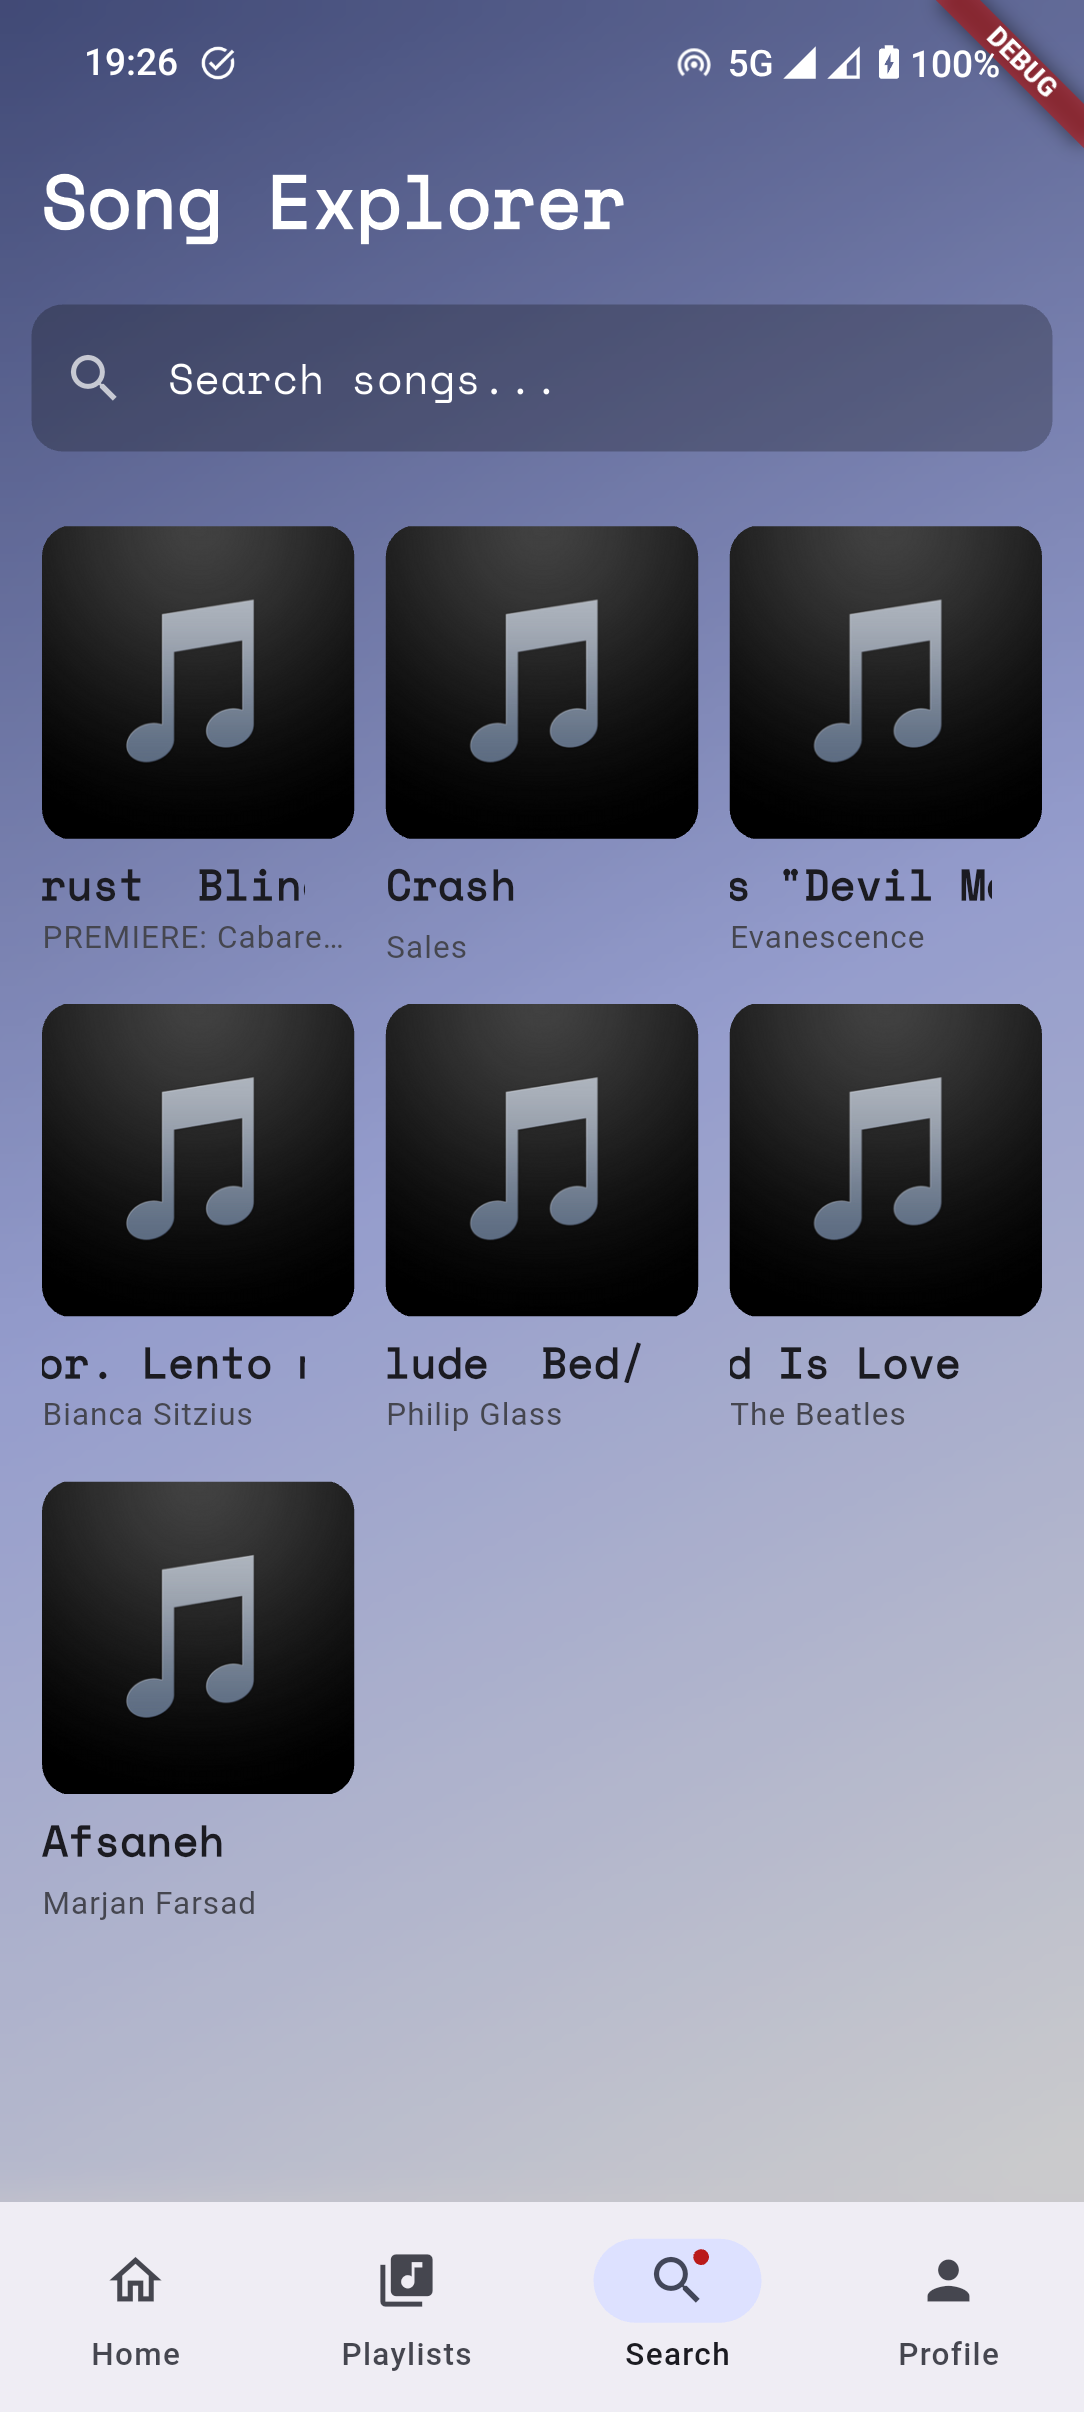 19:26 5G 100%
DEBUG
Song Explorer
Search songs...
rust Blin
PREMIERE: Cabare...
Crash
Sales
s "Devil M
Evanescence
or. Lento
Bianca Sitzius
lude Bed/
Philip Glass
d Is Love
The Beatles
Afsaneh
Marjan Farsad
Home Playlists Search Profile